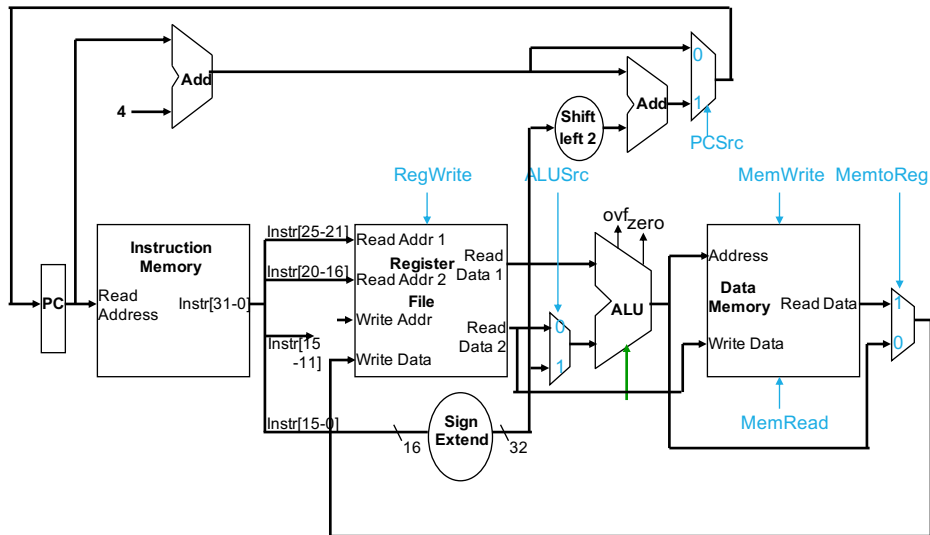 Add
4
Shift
left 2
Add
0
1
PCSrc
RegWrite
ALUSrc
MemWrite
MemtoReg
ovf
zero
Instruction
Memory
PC
Read
Address
Instr[31-0]
Instr[25-21]
Instr[20-16]
Instr[15
-11]
Instr[15-0]
Read Addr 1
Register
Read Addr 2
File
Write Addr
Write Data
Read
Data 1
Read
Data 2
0
1
ALU
Address
Data
Memory
Read Data
Write Data
1
0
MemRead
Sign
Extend
16
32